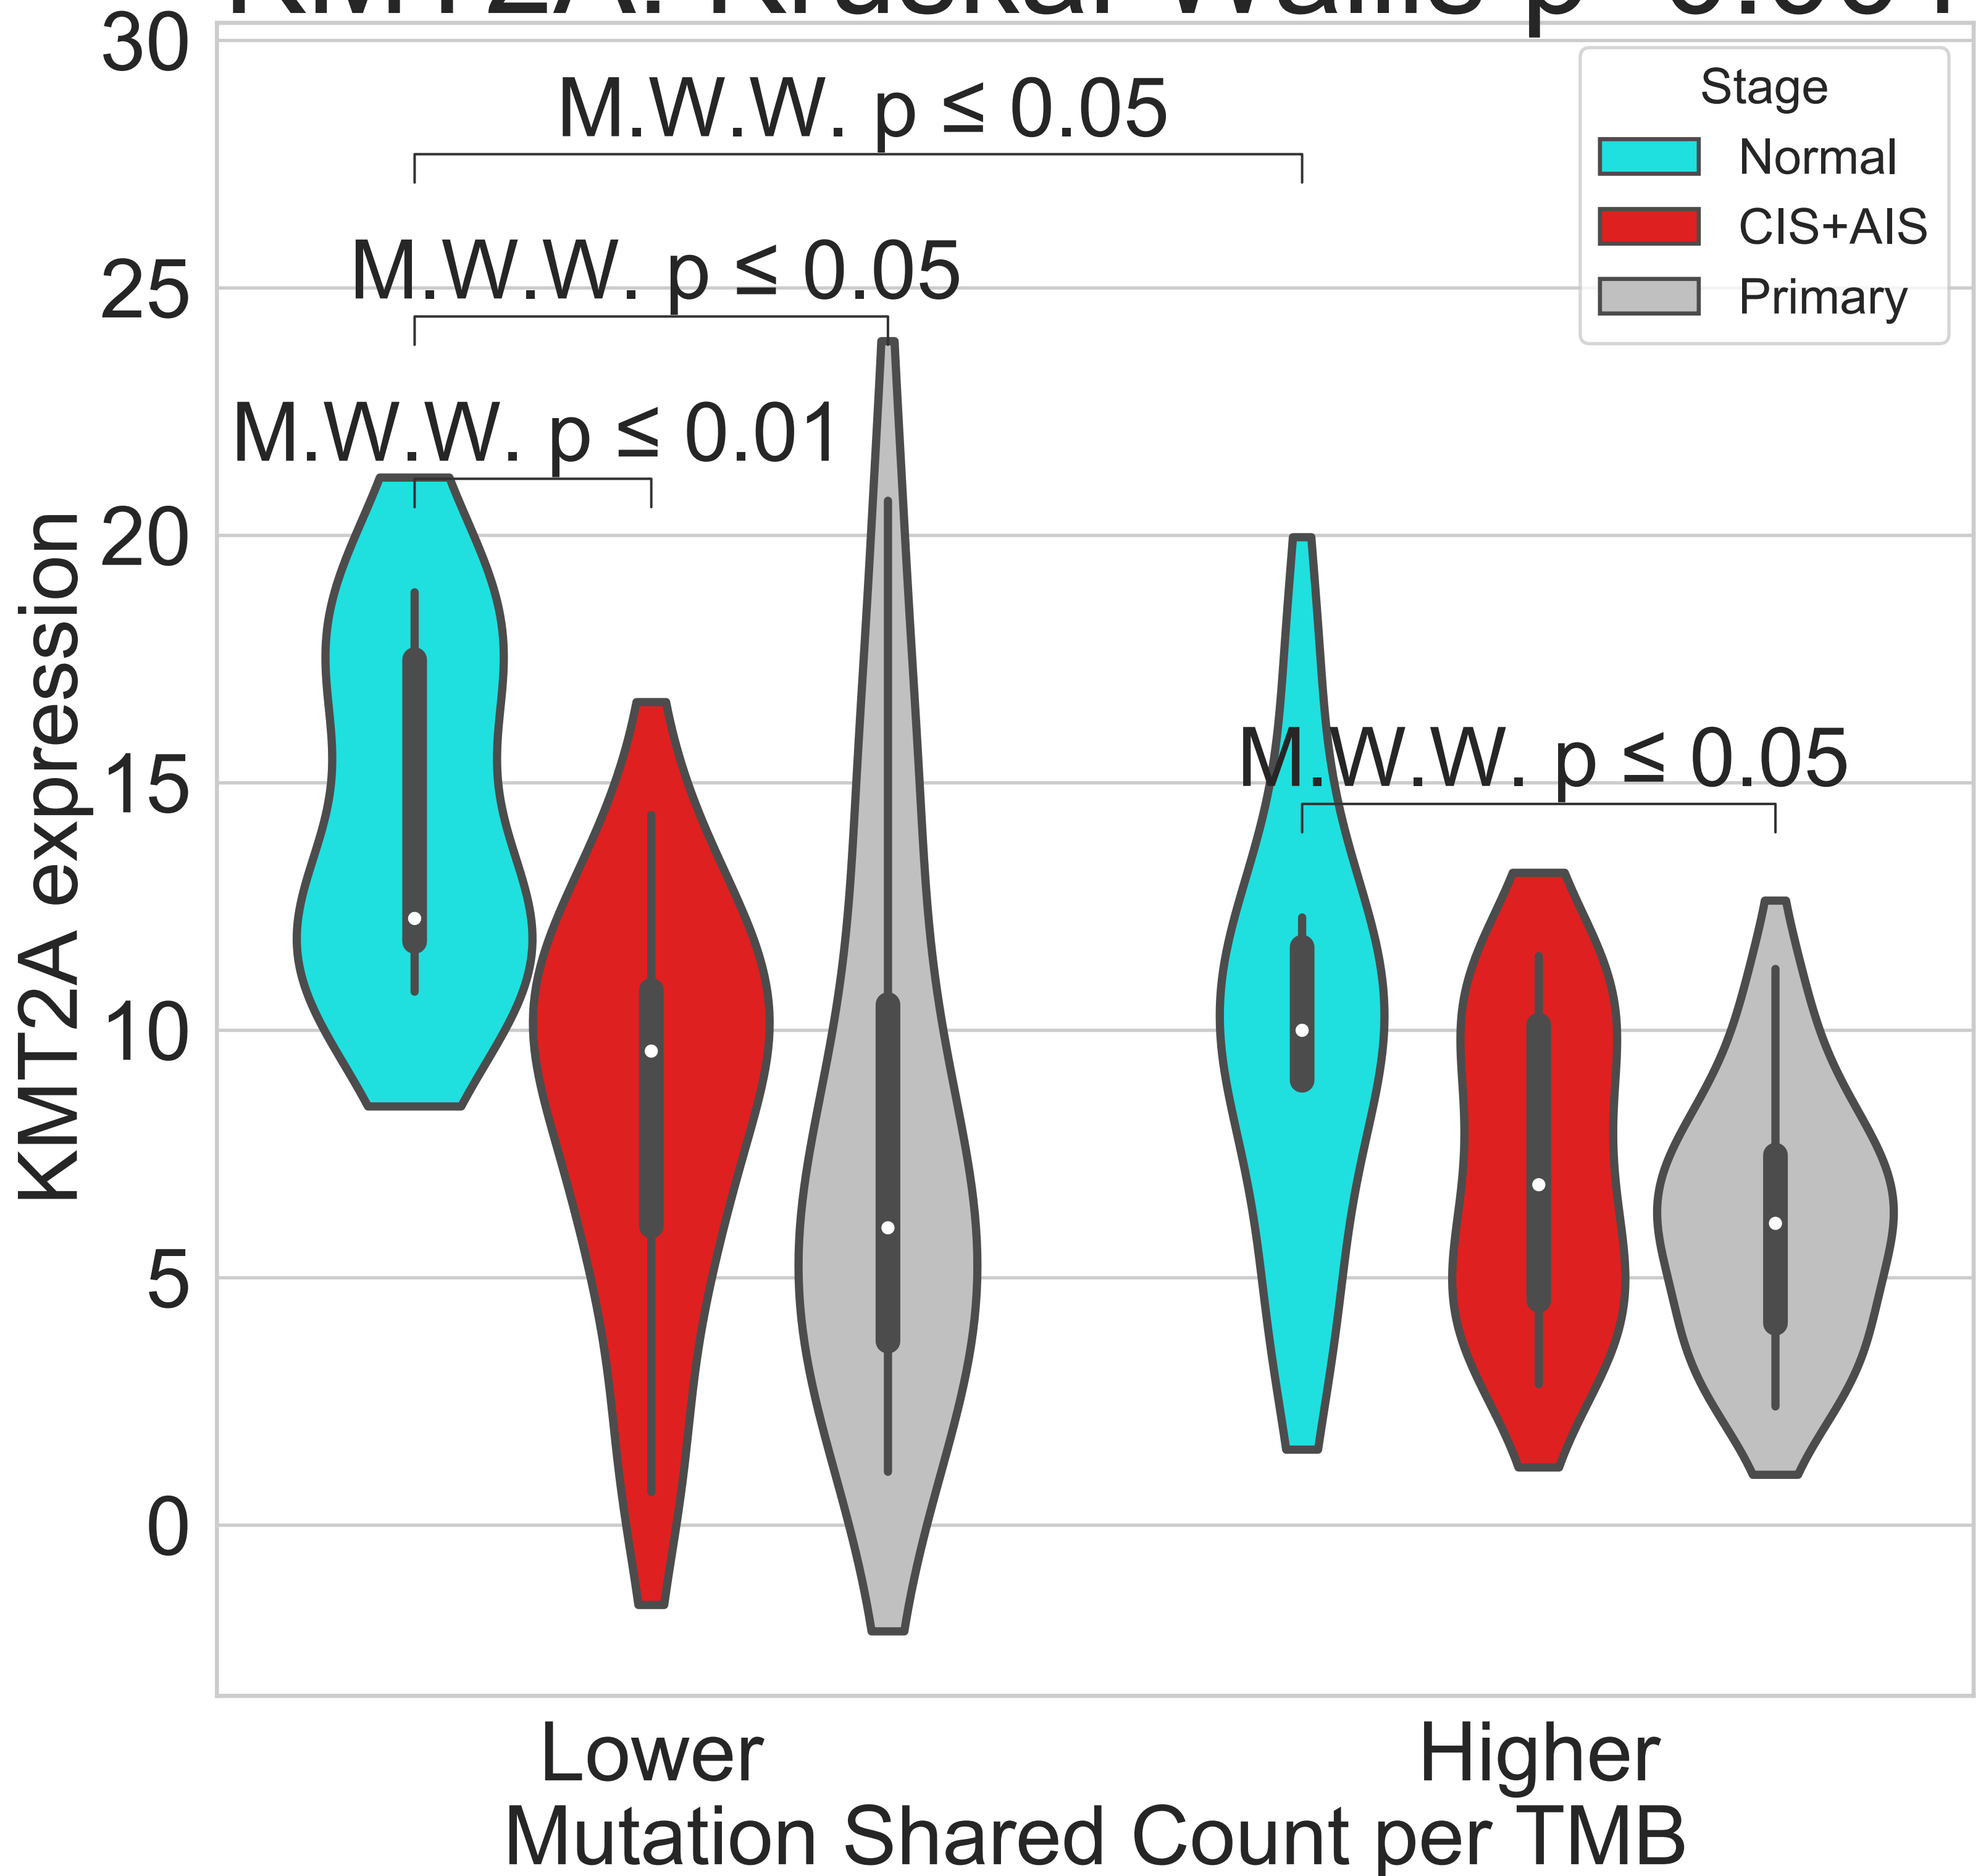 30
M.W.W. p ≤ 0.05
Stage
Normal
CIS+AIS
Primary
M.W.W. p ≤ 0.05
25
M.W.W. p ≤ 0.01
20
M.W.W. p ≤ 0.05
15
10
5
0
KMT2A expression
Lower
Higher
Mutation Shared Count per TMB